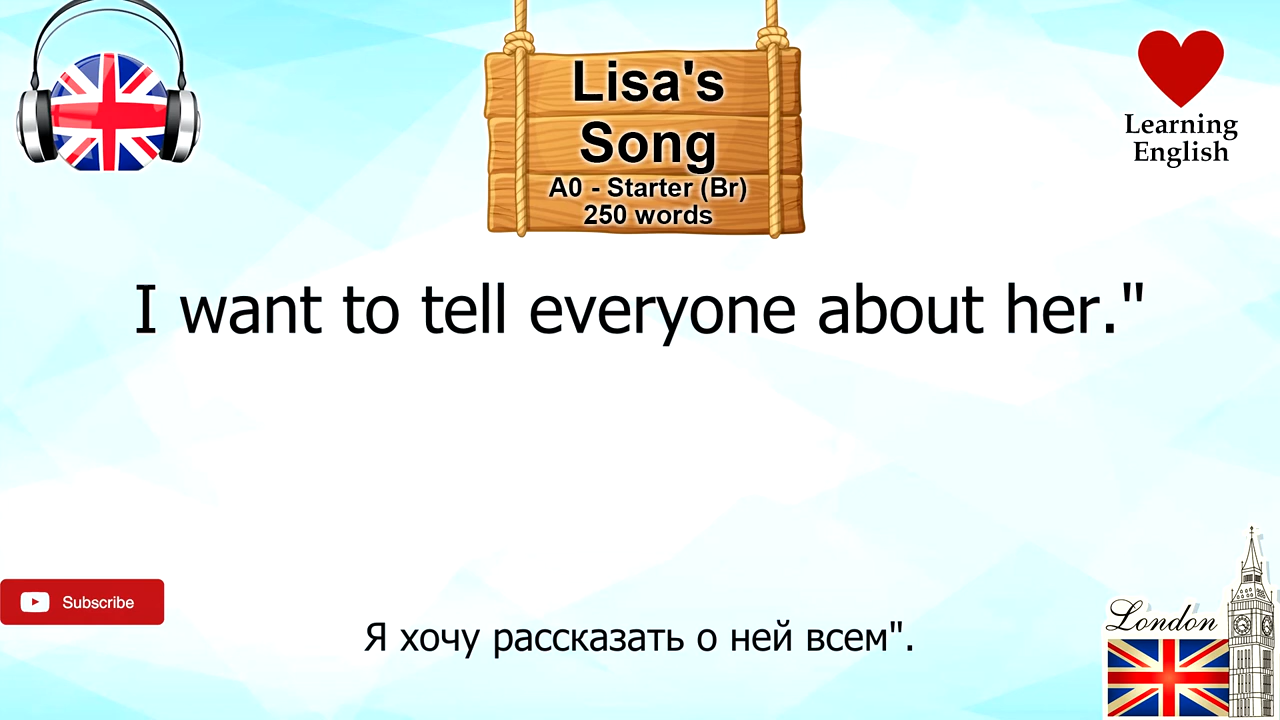 Lisa's
Song
A0 - Starter (Br)
250 words
Learning
English
I want to tell everyone about her."
Subscribe
Я хочу рассказать о ней всем".
London